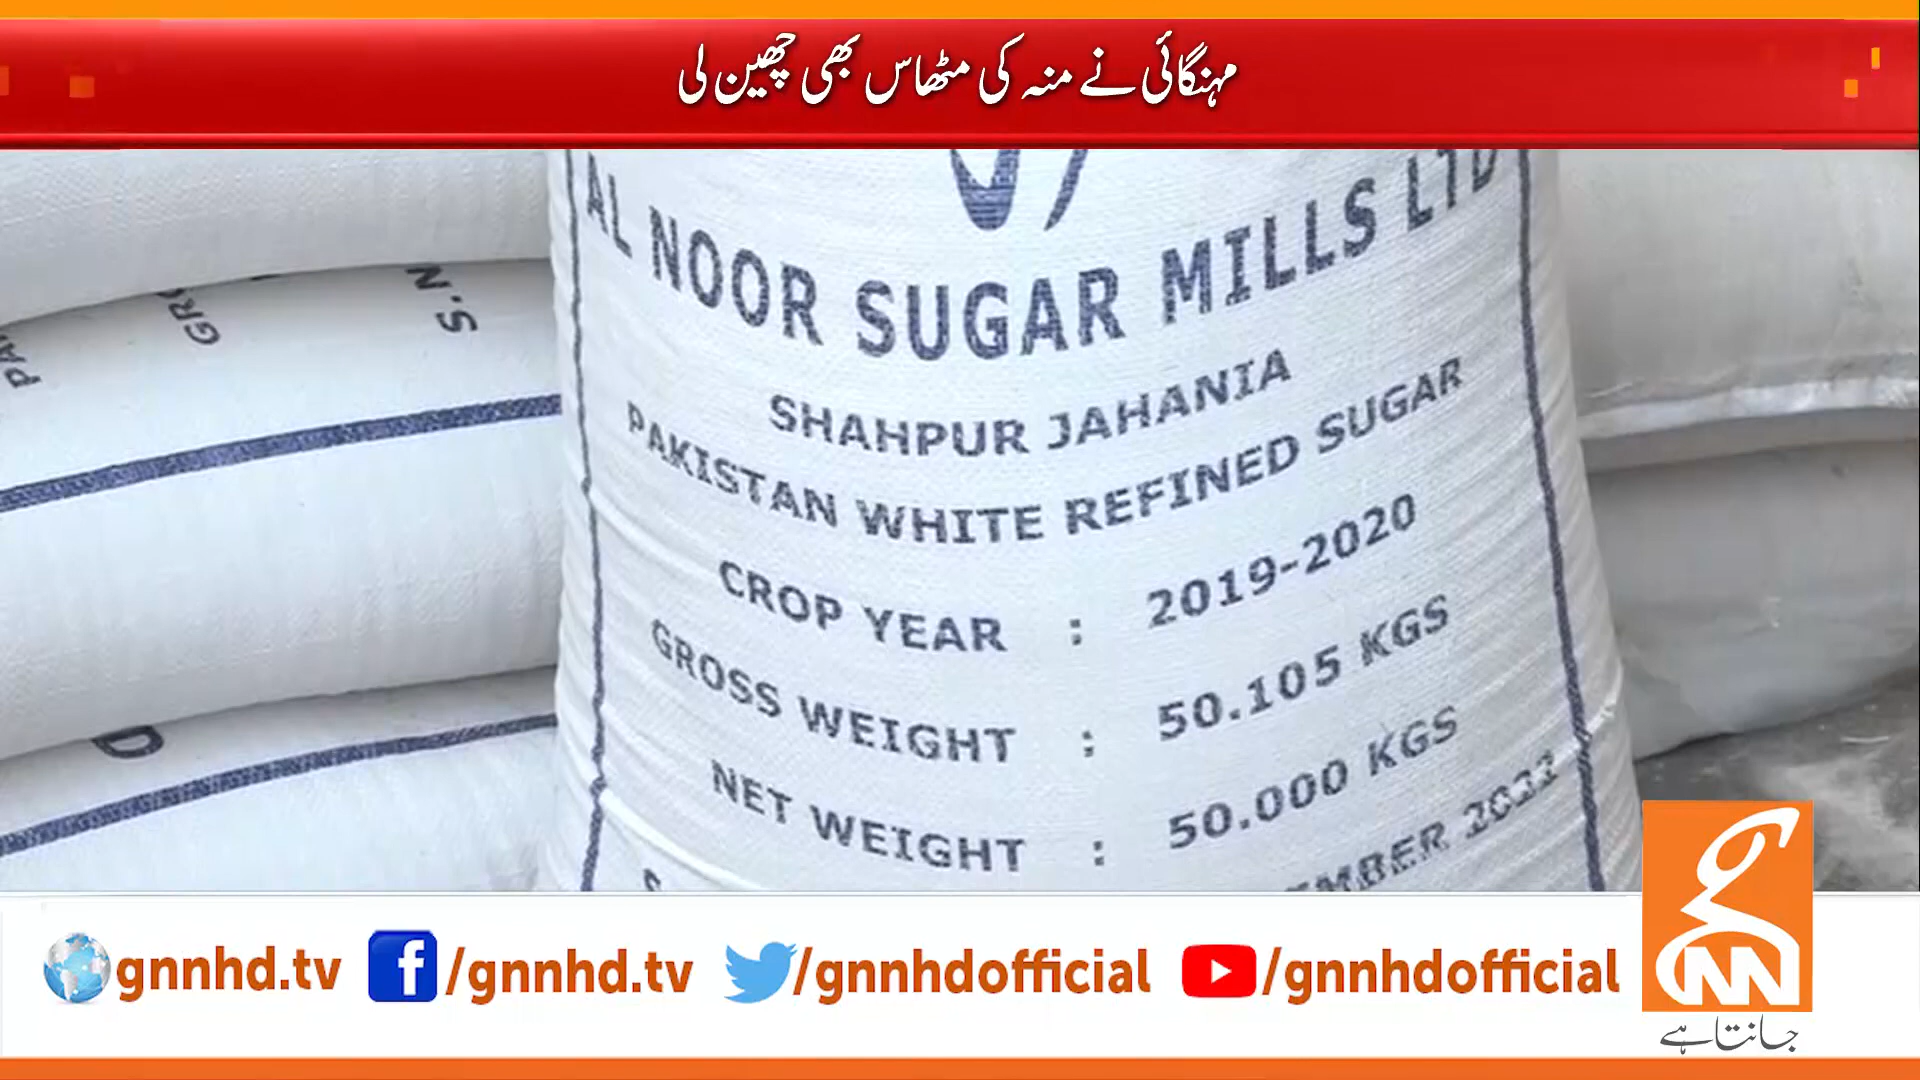 مہنگائی نے منہ کی مٹھاس بھی چھین لی
AL NOOR SUGAR MILLS LTD
SHAHPUR JAHANIA
PAKISTAN WHITE REFINED SUGAR
CROP YEAR : 2019-2020
GROSS WEIGHT : 50.105 KGS
NET WEIGHT : 50.000 KGS
S.N
gnnhd.tv
/gnnhd.tv
/gnnhdofficial
/gnnhdofficial
GNN
جانتا ہے